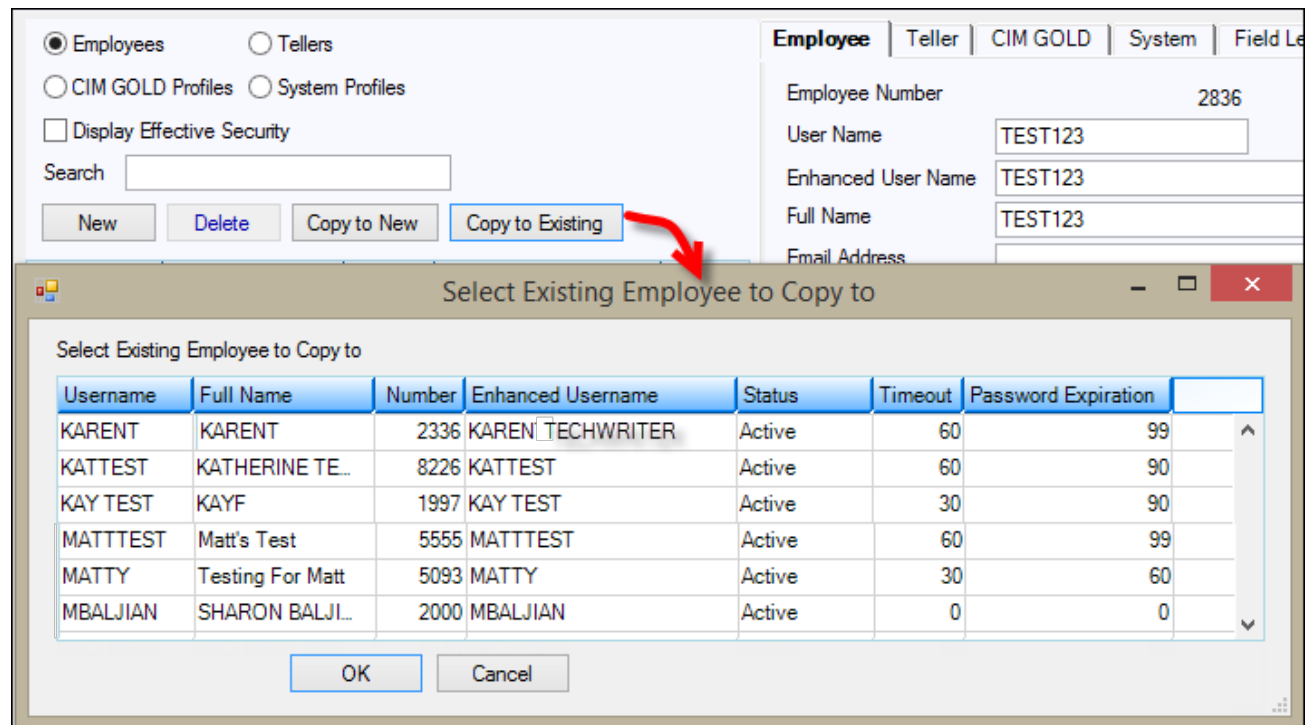 Employees Tellers
CIM GOLD Profiles System Profiles
Display Effective Security
Search
New Delete Copy to New Copy to Existing
Employee Teller CIM GOLD System Field Le
Employee Number 2836
User Name TEST123
Enhanced User Name TEST123
Full Name TEST123
Email Address
Select Existing Employee to Copy to
Select Existing Employee to Copy to
Username Full Name Number Enhanced Username Status Timeout Password Expiration
KARENT KARENT 2336 KAREN TECHWRITER Active 60 99
KATTEST KATHERINE TE... 8226 KATTEST Active 60 90
KAY TEST KAYF 1997 KAY TEST Active 30 90
MATTTEST Matt's Test 5555 MATTTEST Active 60 99
MATTY Testing For Matt 5093 MATTY Active 30 60
MBALJIAN SHARON BALJI... 2000 MBALJIAN Active 0 0
OK Cancel